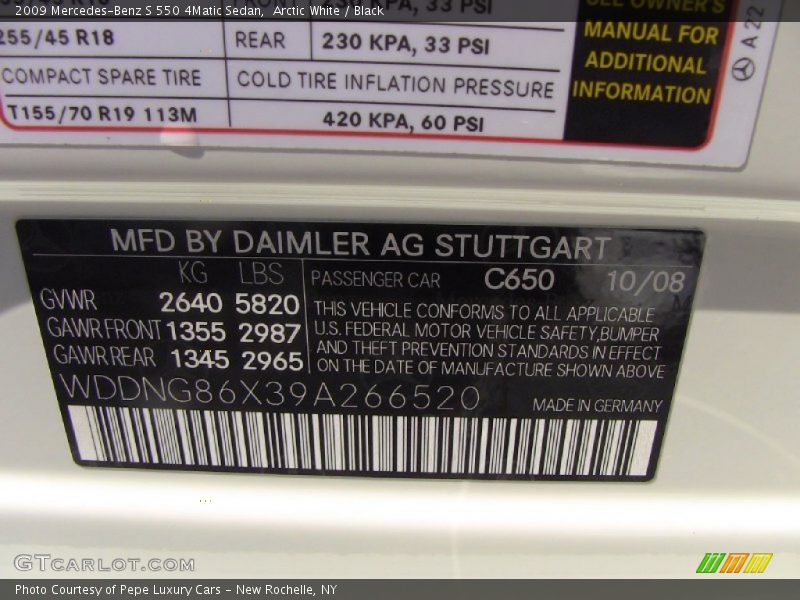 2009 Mercedes-Benz S 550 4Matic Sedan,  Arctic White / Black
SEE OWNER'S
255/45 R18 REAR 230 KPA, 33 PSI
MANUAL FOR
ADDITIONAL
INFORMATION
A 22
COMPACT SPARE TIRE COLD TIRE INFLATION PRESSURE
T155/70 R19 113M 420 KPA, 60 PSI
MFD BY DAIMLER AG STUTTGART
KG LBS PASSENGER CAR C650 10/08
GVWR 2640 5820
GAWR FRONT 1355 2987
GAWR REAR 1345 2965
THIS VEHICLE CONFORMS TO ALL APPLICABLE
U.S. FEDERAL MOTOR VEHICLE SAFETY,BUMPER
AND THEFT PREVENTION STANDARDS IN EFFECT
ON THE DATE OF MANUFACTURE SHOWN ABOVE
WDDNG86X39A266520 MADE IN GERMANY
GTCARLOT.COM
Photo Courtesy of Pepe Luxury Cars - New Rochelle, NY